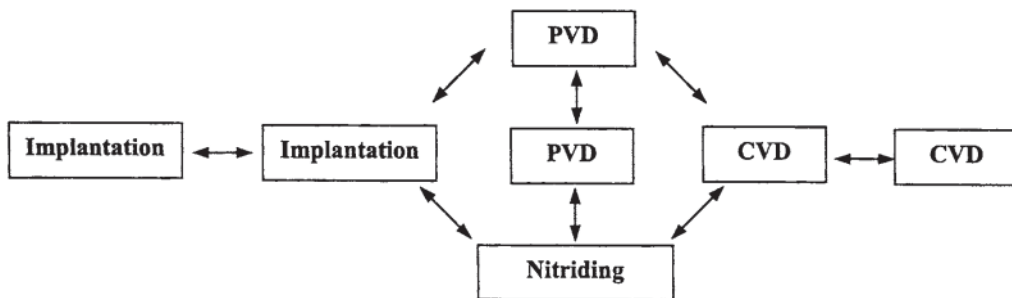 PVD
Implantation
Implantation
PVD
CVD
CVD
Nitriding